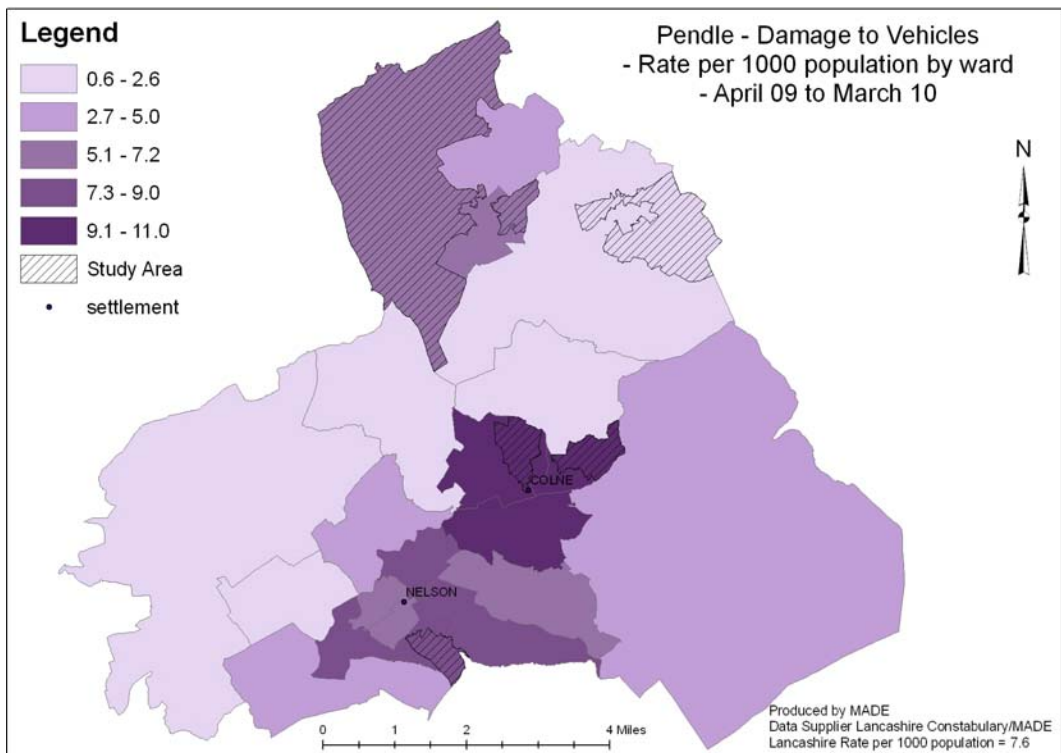 Legend
0.6 - 2.6
2.7 - 5.0
5.1 - 7.2
7.3 - 9.0
9.1 - 11.0
Study Area
settlement
Pendle - Damage to Vehicles
- Rate per 1000 population by ward
- April 09 to March 10
N
COLNE
NELSON
0 1 2 4 Miles
Produced by MADE
Data Supplier Lancashire Constabulary/MADE
Lancashire Rate per 1000 population = 7.6